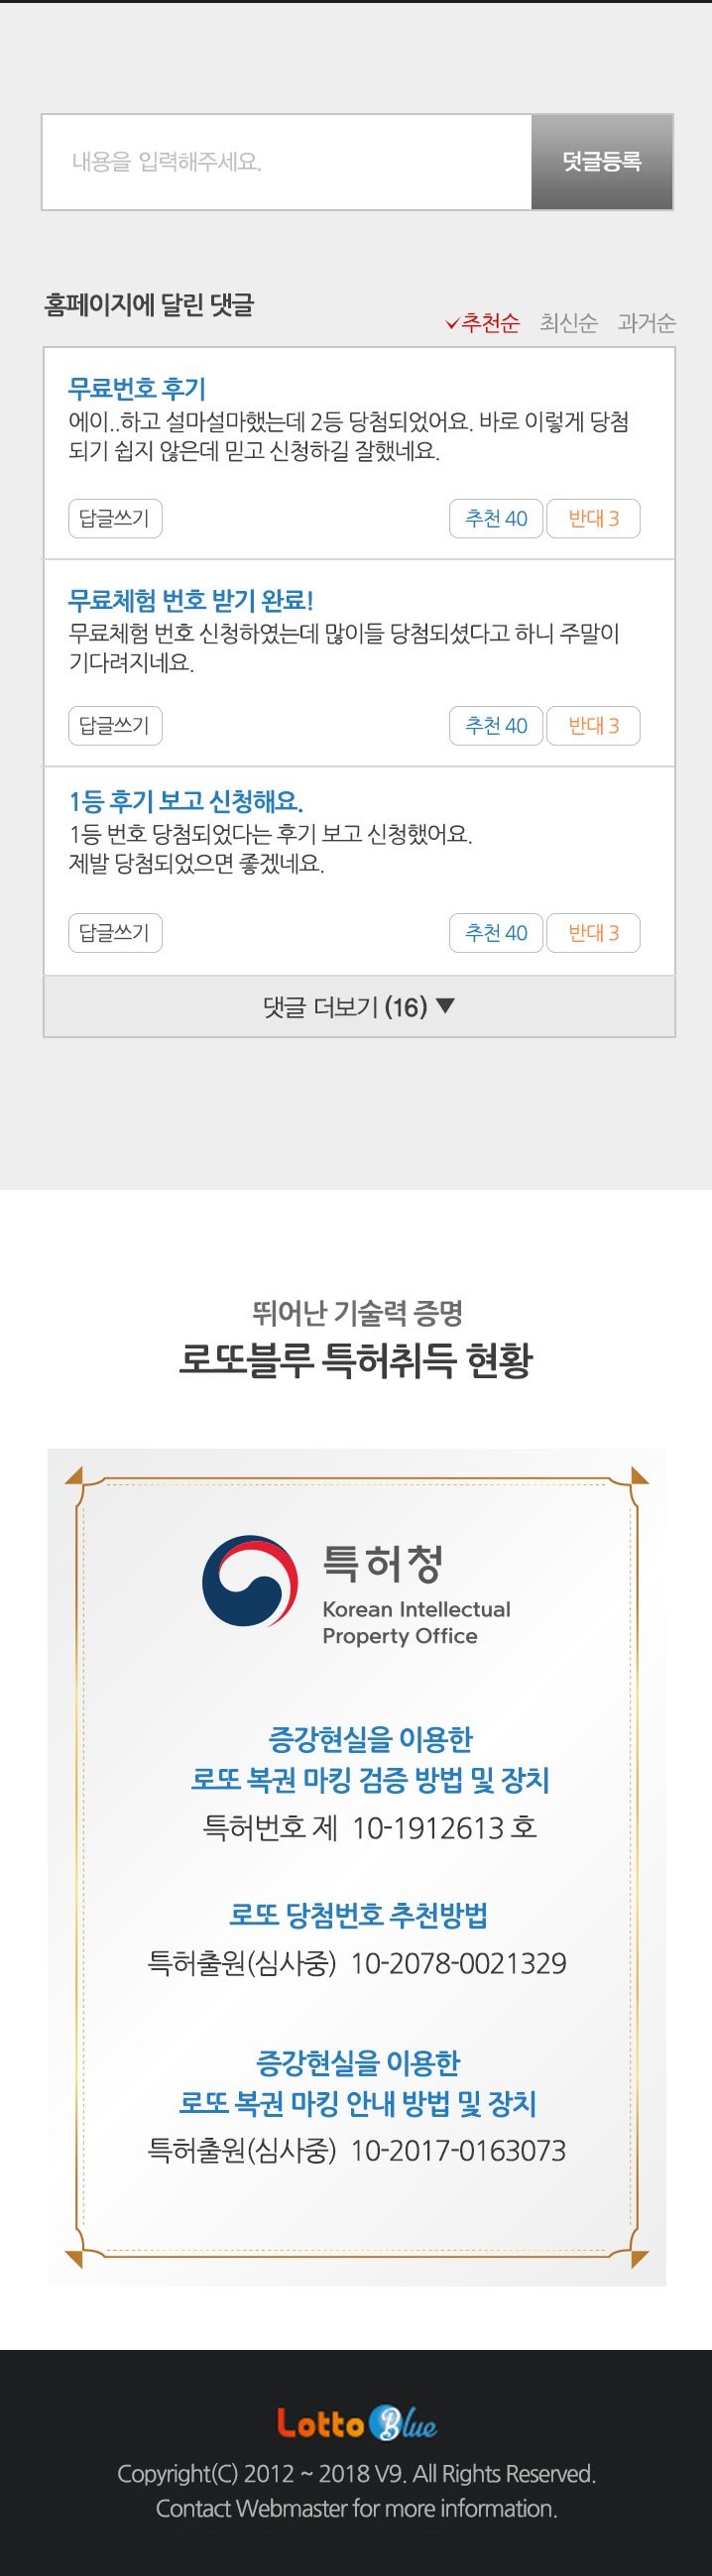 내용을 입력해주세요.
덧글등록
홈페이지에 달린 댓글
추천순 최신순 과거순
무료번호 후기
에이..하고 설마설마했는데 2등 당첨되었어요. 바로 이렇게 당첨
되기 쉽지 않은데 믿고 신청하길 잘했네요.
답글쓰기 추천 40 반대 3
무료체험 번호 받기 완료!
무료체험 번호 신청하였는데 많이들 당첨되셨다고 하니 주말이
기다려지네요.
답글쓰기 추천 40 반대 3
1등 후기 보고 신청해요.
1등 번호 당첨되었다는 후기 보고 신청했어요.
제발 당첨되었으면 좋겠네요.
답글쓰기 추천 40 반대 3
댓글 더보기 (16) ▼
뛰어난 기술력 증명
로또블루 특허취득 현황
특허청
Korean Intellectual
Property Office
증강현실을 이용한
로또 복권 마킹 검증 방법 및 장치
특허번호 제 10-1912613 호
로또 당첨번호 추천방법
특허출원(심사중) 10-2078-0021329
증강현실을 이용한
로또 복권 마킹 안내 방법 및 장치
특허출원(심사중) 10-2017-0163073
Lotto Blue
Copyright(C) 2012 ~ 2018 V9. All Rights Reserved.
Contact Webmaster for more information.